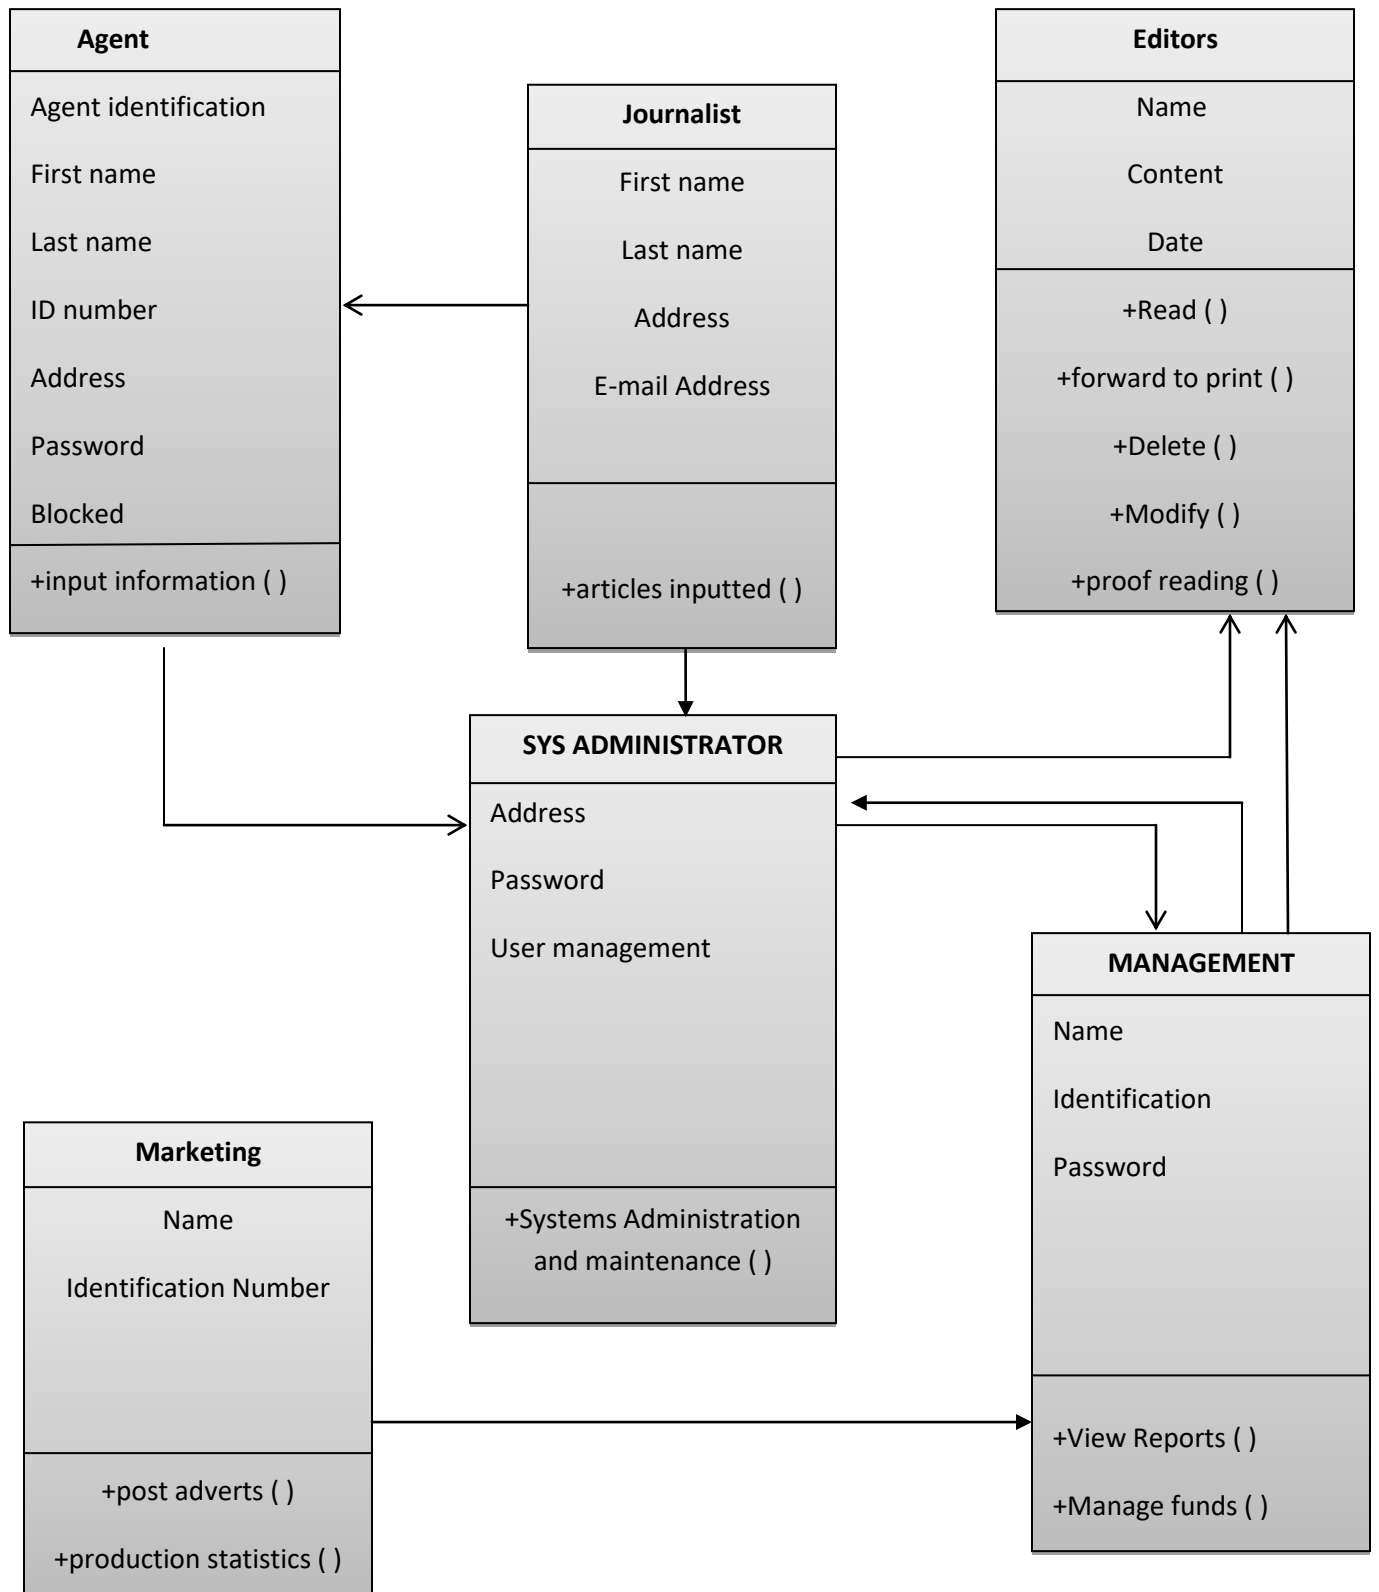 Agent
Agent identification
First name
Last name
ID number
Address
Password
Blocked
+input information ( )
Journalist
First name
Last name
Address
E-mail Address
+articles inputted ( )
Editors
Name
Content
Date
+Read ( )
+forward to print ( )
+Delete ( )
+Modify ( )
+proof reading ( )
SYS ADMINISTRATOR
Address
Password
User management
+Systems Administration
and maintenance ( )
MANAGEMENT
Name
Identification
Password
+View Reports ( )
+Manage funds ( )
Marketing
Name
Identification Number
+post adverts ( )
+production statistics ( )